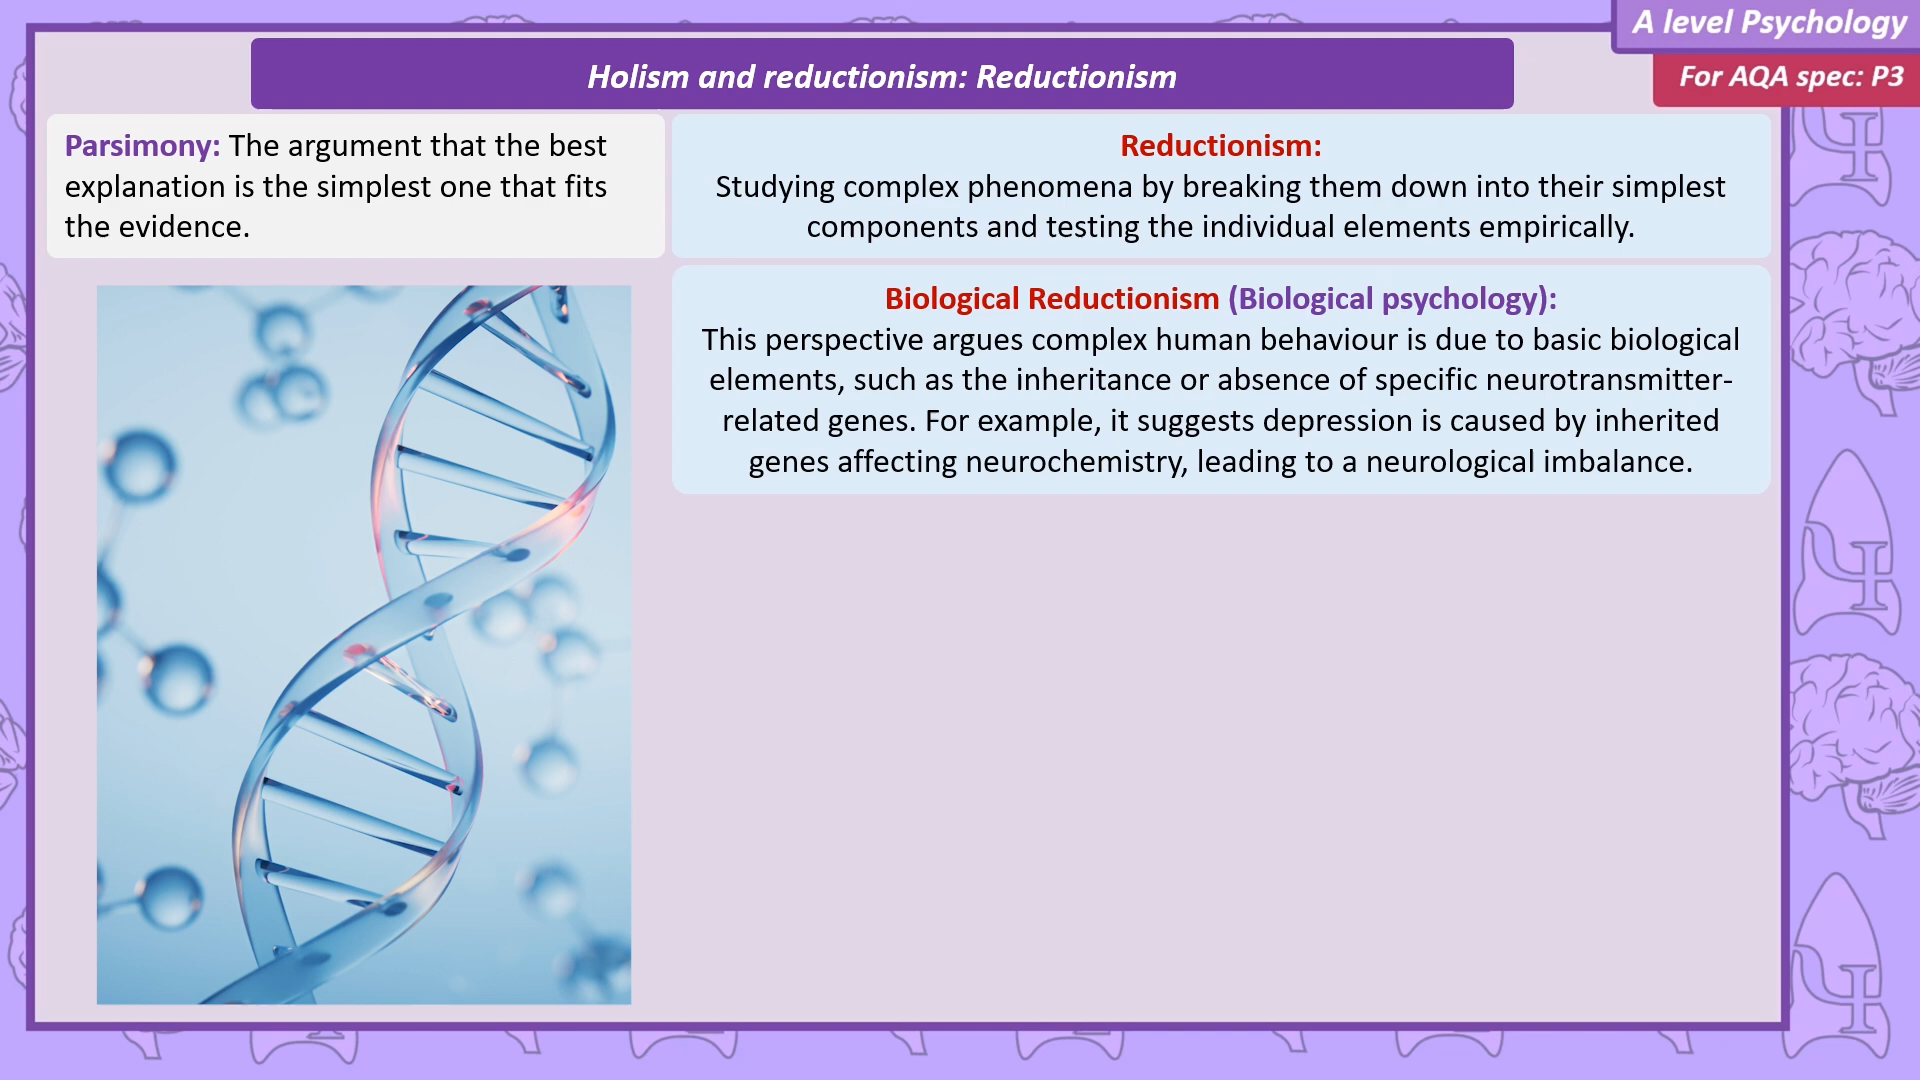 A level Psychology
For AQA spec: P3
Holism and reductionism: Reductionism
Parsimony: The argument that the best
explanation is the simplest one that fits
the evidence.
Reductionism:
Studying complex phenomena by breaking them down into their simplest
components and testing the individual elements empirically.
Biological Reductionism (Biological psychology):
This perspective argues complex human behaviour is due to basic biological
elements, such as the inheritance or absence of specific neurotransmitter-
related genes. For example, it suggests depression is caused by inherited
genes affecting neurochemistry, leading to a neurological imbalance.